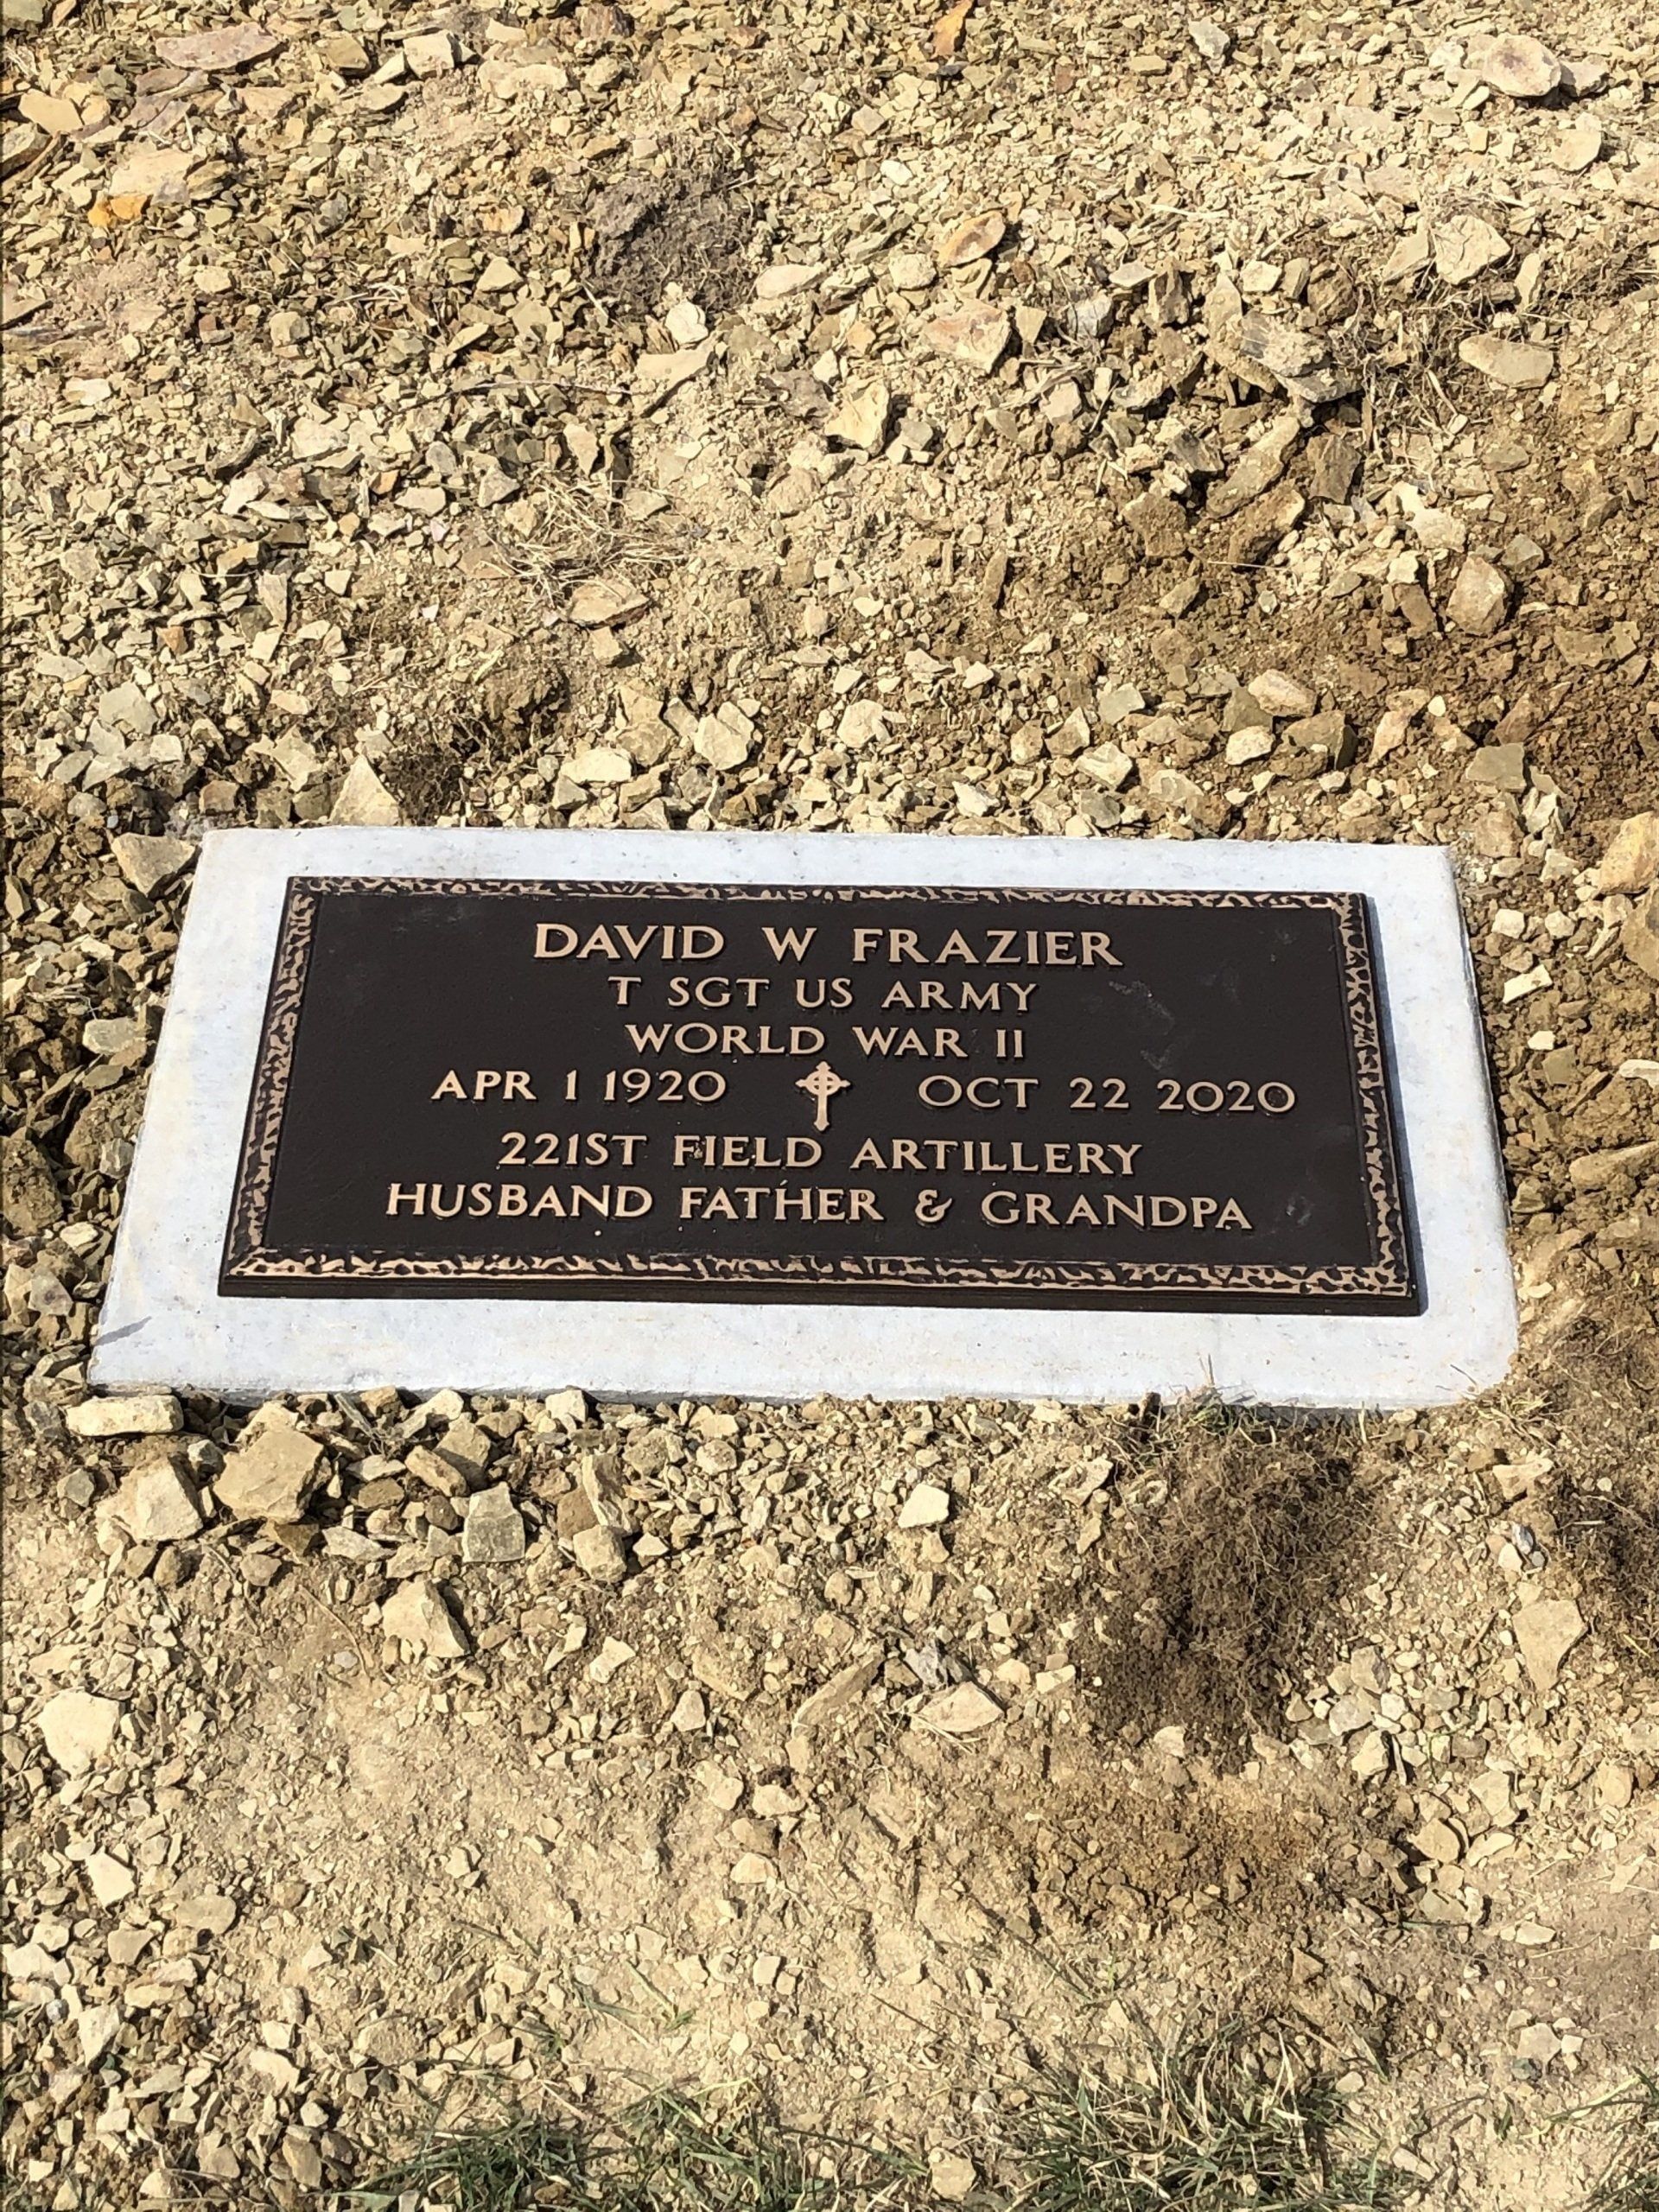 DAVID W FRAZIER
T SGT US ARMY
WORLD WAR II
APR 1 1920 OCT 22 2020
221ST FIELD ARTILLERY
HUSBAND FATHER & GRANDPA